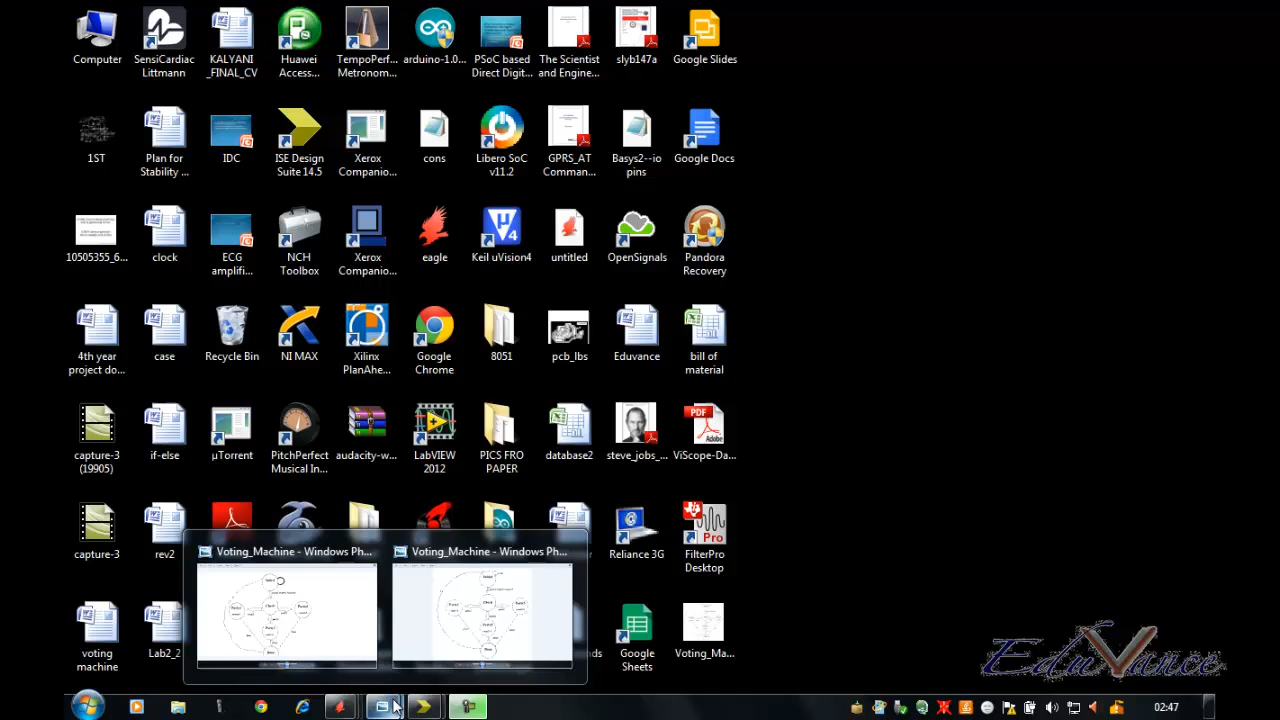 Computer
SensiCardiac
Littmann
KALYANI
_FINAL_CV
Huawei
Access...
TempoPerf...
Metronom...
arduino-1.0...
PSoC based
Direct Digit...
The Scientist
and Enginee...
slyb147a
Google Slides
1ST
Plan for
Stability ...
IDC
ISE Design
Suite 14.5
Xerox
Companio...
cons
Libero SoC
v11.2
GPRS_AT
Comman...
Basys2--io
pins
Google Docs
10505355_6...
clock
ECG
amplifi...
NCH
Toolbox
Xerox
Companio...
eagle
Keil uVision4
untitled
OpenSignals
Pandora
Recovery
4th year
project do...
case
Recycle Bin
NI MAX
Xilinx
PlanAhe...
Google
Chrome
8051
pcb_lbs
Eduvance
bill of
material
capture-3
(19905)
if-else
µTorrent
PitchPerfect
Musical In...
audacity-w...
LabVIEW
2012
PICS FRO
PAPER
database2
steve_jobs_...
ViScope-Da...
capture-3
rev2
Reliance 3G
FilterPro
Desktop
Voting_Machine - Windows Ph...
Voting_Machine - Windows Ph...
voting
machine
Lab2_2
Google
Sheets
Voting_Ma...
EduVance
02:47